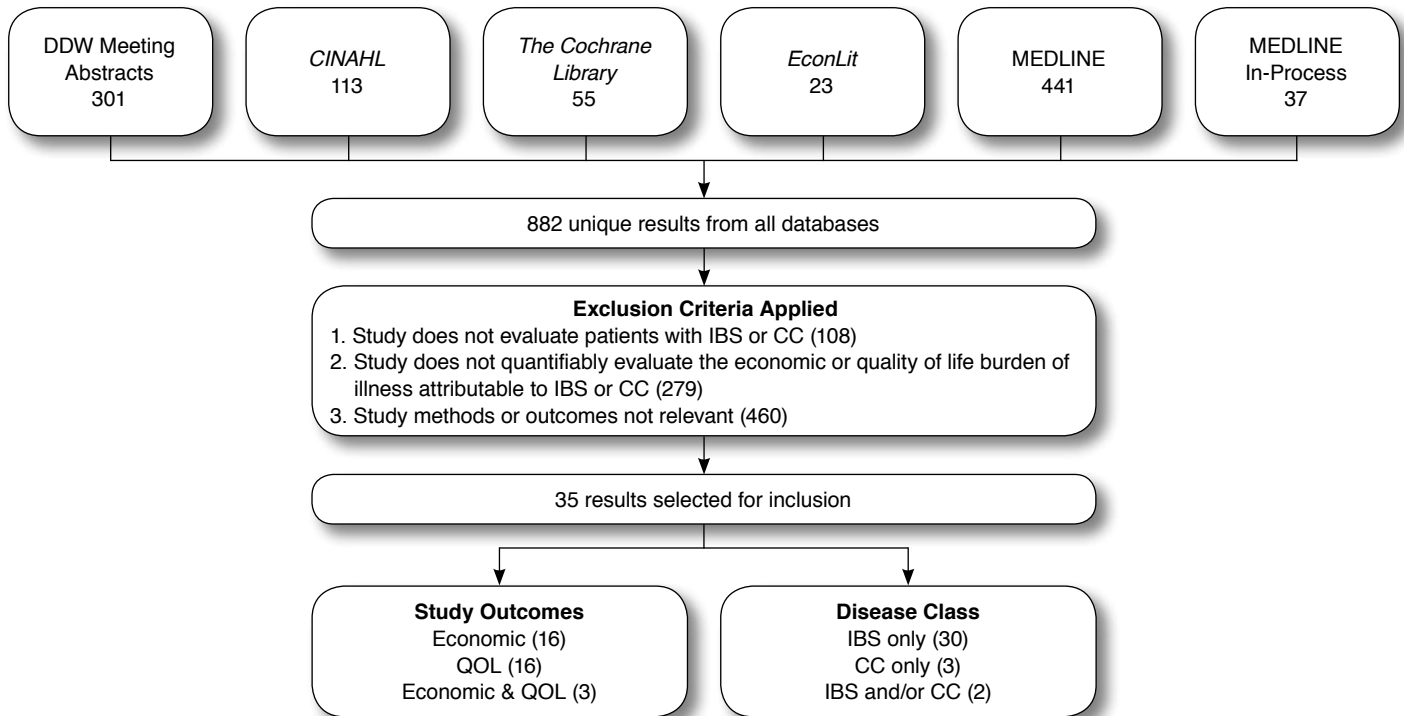 DDW Meeting
Abstracts
301
CINAHL
113
The Cochrane
Library
55
EconLit
23
MEDLINE
441
MEDLINE
In-Process
37
882 unique results from all databases
Exclusion Criteria Applied
1. Study does not evaluate patients with IBS or CC (108)
2. Study does not quantifiably evaluate the economic or quality of life burden of
illness attributable to IBS or CC (279)
3. Study methods or outcomes not relevant (460)
35 results selected for inclusion
Study Outcomes
Economic (16)
QOL (16)
Economic & QOL (3)
Disease Class
IBS only (30)
CC only (3)
IBS and/or CC (2)